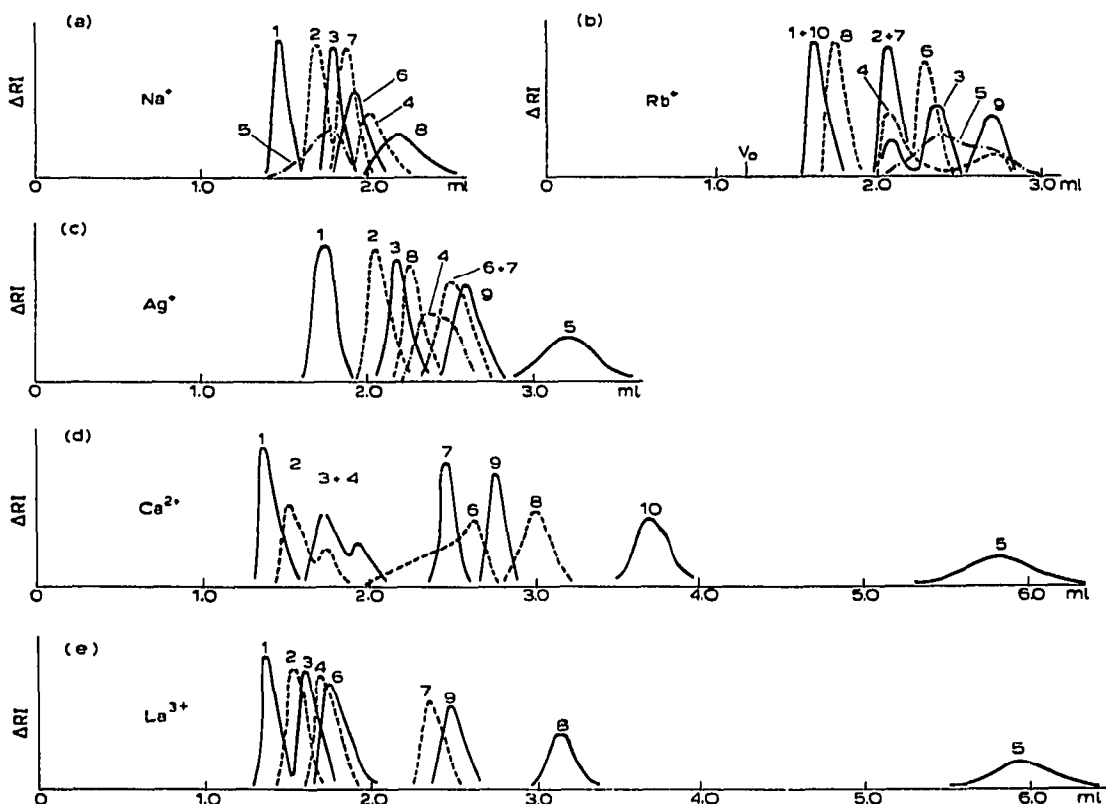 (a)
1 2 3 7
6
4
5
8
Na⁺
ΔRI
0 1.0 2.0 ml
(b)
1+10 8 2+7 6
4 3 5 9
Rb⁺
Vo
ΔRI
0 1.0 2.0 3.0 ml
(c)
1 2 3 8 4 6+7
9
5
Ag⁺
ΔRI
0 1.0 2.0 3.0 ml
(d)
1 2 3+4 7 9
6 8 10 5
Ca²⁺
ΔRI
0 1.0 2.0 3.0 4.0 5.0 6.0 ml
(e)
1 2 3 4 6 7 9 8 5
La³⁺
ΔRI
0 1.0 2.0 3.0 4.0 5.0 6.0 ml